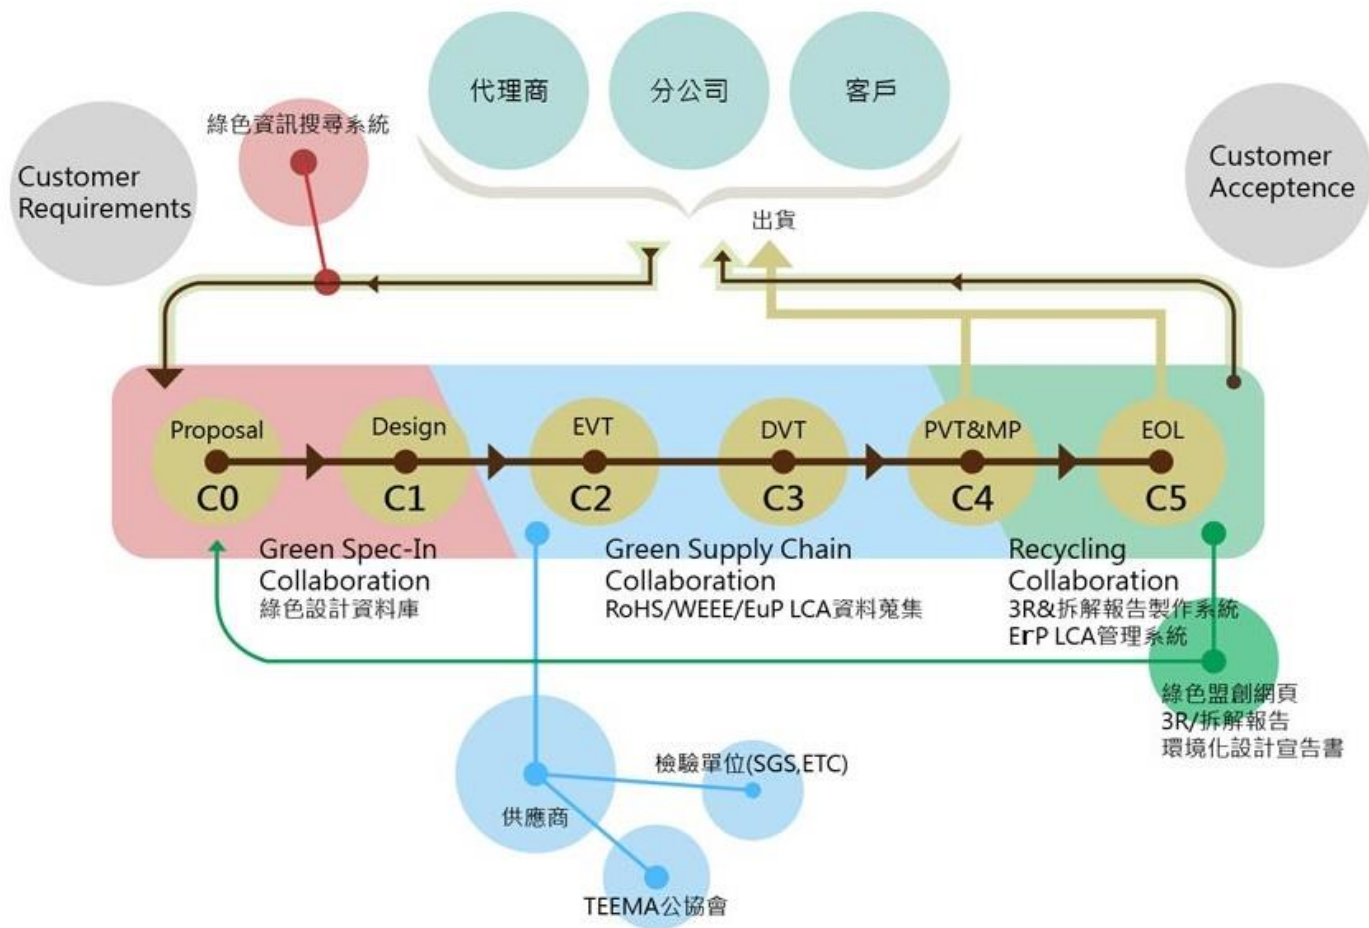 代理商
分公司
客戶
綠色資訊搜尋系統
Customer
Requirements
Customer
Acceptence
出貨
Proposal
C0
Design
C1
EVT
C2
DVT
C3
PVT&MP
C4
EOL
C5
Green Spec-In
Collaboration
綠色設計資料庫
Green Supply Chain
Collaboration
RoHS/WEEE/EuP LCA資料蒐集
Recycling
Collaboration
3R&拆解報告製作系統
ErP LCA管理系統
綠色盟創網頁
3R/拆解報告
環境化設計宣告書
檢驗單位(SGS,ETC)
供應商
TEEMA公協會